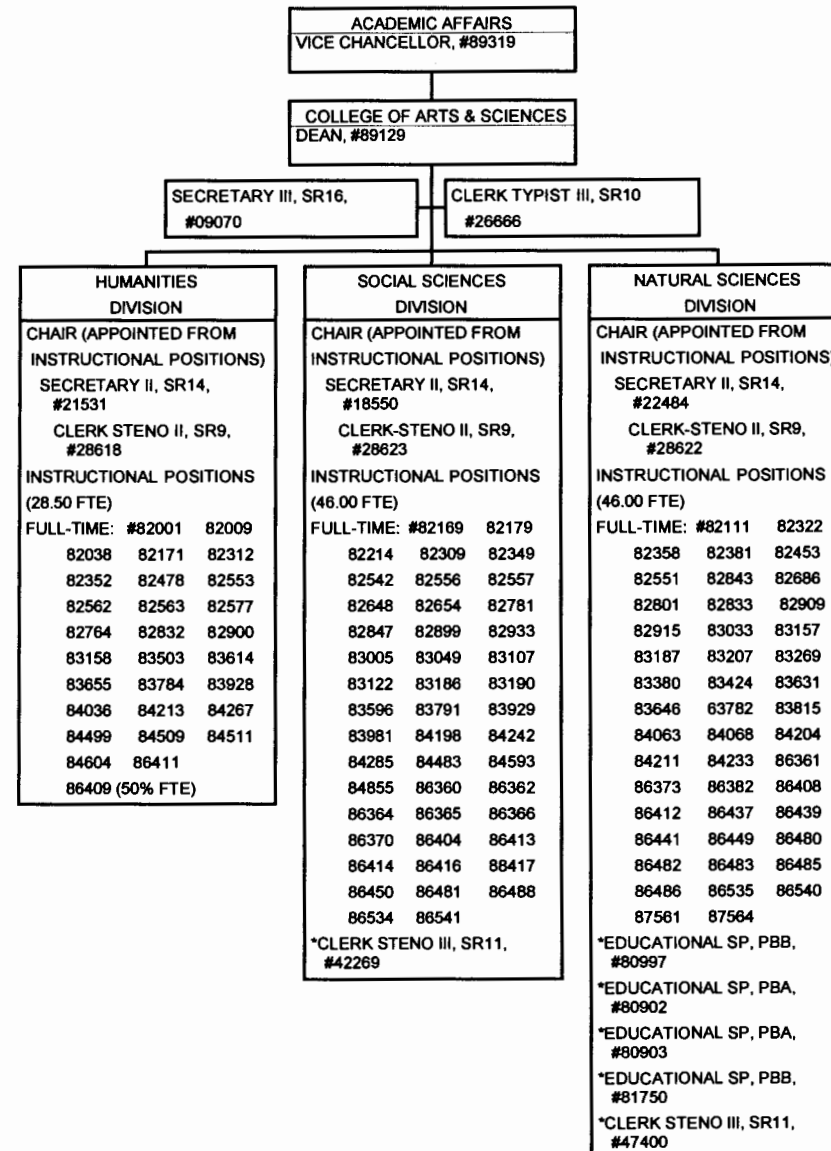 ACADEMIC AFFAIRS
VICE CHANCELLOR, #89319
COLLEGE OF ARTS & SCIENCES
DEAN, #89129
SECRETARY III, SR16,
#09070
CLERK TYPIST III, SR10
#26666
HUMANITIES
DIVISION
CHAIR (APPOINTED FROM
INSTRUCTIONAL POSITIONS)
SECRETARY II, SR14,
#21531
CLERK STENO II, SR9,
#28618
INSTRUCTIONAL POSITIONS
(28.50 FTE)
FULL-TIME: #82001 82009
82038 82171 82312
82352 82478 82553
82562 82563 82577
82764 82832 82900
83158 83503 83614
83655 83784 83928
84036 84213 84267
84499 84509 84511
84604 86411
86409 (50% FTE)
SOCIAL SCIENCES
DIVISION
CHAIR (APPOINTED FROM
INSTRUCTIONAL POSITIONS)
SECRETARY II, SR14,
#18550
CLERK-STENO II, SR9,
#28623
INSTRUCTIONAL POSITIONS
(46.00 FTE)
FULL-TIME: #82169 82179
82214 82309 82349
82542 82556 82557
82648 82654 82781
82847 82899 82933
83005 83049 83107
83122 83186 83190
83596 83791 83929
83981 84198 84242
84285 84483 84593
84855 86360 86362
86364 86365 86366
86370 86404 86413
86414 86416 88417
86450 86481 86488
86534 86541
*CLERK STENO III, SR11,
#42269
NATURAL SCIENCES
DIVISION
CHAIR (APPOINTED FROM
INSTRUCTIONAL POSITIONS)
SECRETARY II, SR14,
#22484
CLERK-STENO II, SR9,
#28622
INSTRUCTIONAL POSITIONS
(46.00 FTE)
FULL-TIME: #82111 82322
82358 82381 82453
82551 82843 82686
82801 82833 82909
82915 83033 83157
83187 83207 83269
83380 83424 83631
83646 63782 83815
84063 84068 84204
84211 84233 86361
86373 86382 86408
86412 86437 86439
86441 86449 86480
86482 86483 86485
86486 86535 86540
87561 87564
*EDUCATIONAL SP, PBB,
#80997
*EDUCATIONAL SP, PBA,
#80902
*EDUCATIONAL SP, PBA,
#80903
*EDUCATIONAL SP, PBB,
#81750
*CLERK STENO III, SR11,
#47400